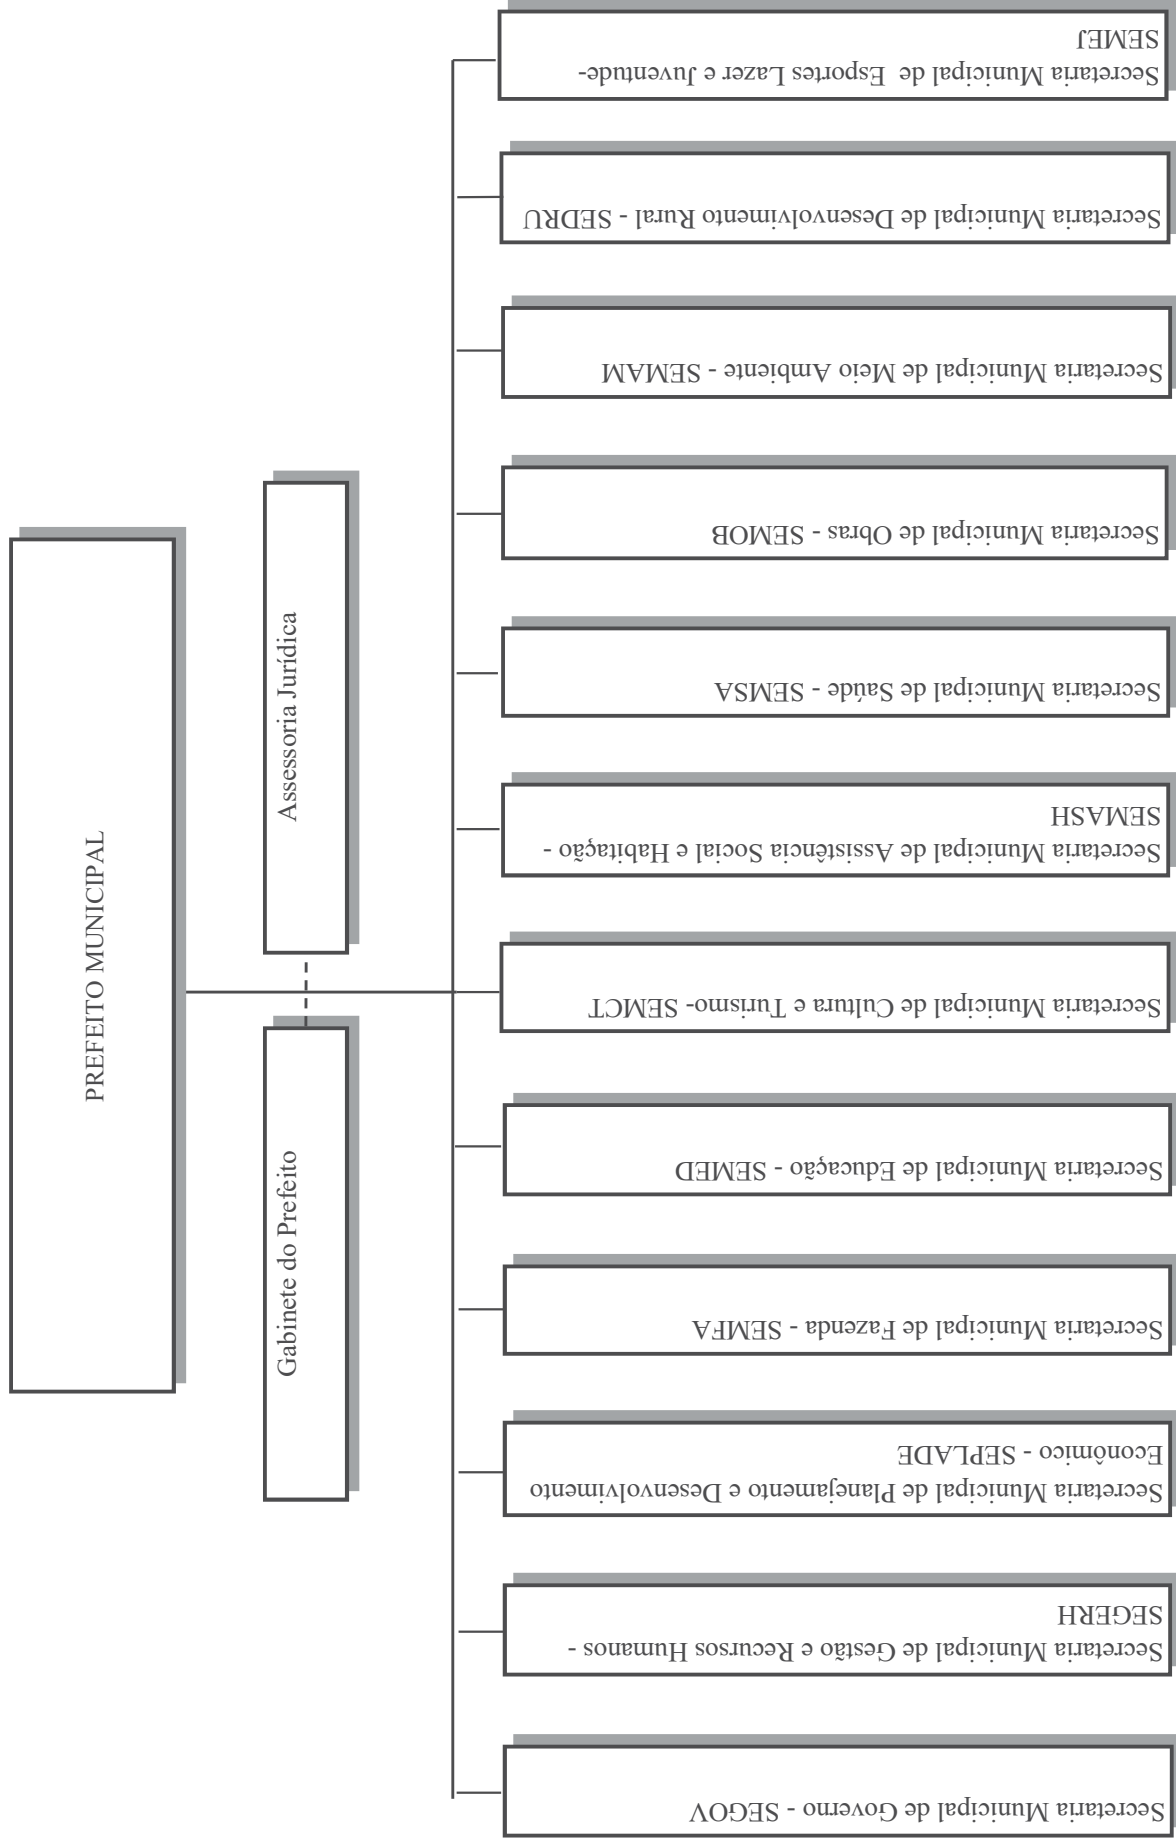 PREFEITO MUNICIPAL
Gabinete do Prefeito
Assessoria Jurídica
Secretaria Municipal de Governo - SEGOV
Secretaria Municipal de Gestão e Recursos Humanos -
SEGERH
Secretaria Municipal de Planejamento e Desenvolvimento
Econômico - SEPLADE
Secretaria Municipal de Fazenda - SEMFA
Secretaria Municipal de Educação - SEMED
Secretaria Municipal de Cultura e Turismo- SEMCT
Secretaria Municipal de Assistência Social e Habitação -
SEMASH
Secretaria Municipal de Saúde - SEMSA
Secretaria Municipal de Obras - SEMOB
Secretaria Municipal de Meio Ambiente - SEMAM
Secretaria Municipal de Desenvolvimento Rural - SEDRU
Secretaria Municipal de Esportes Lazer e Juventude-
SEMEJ